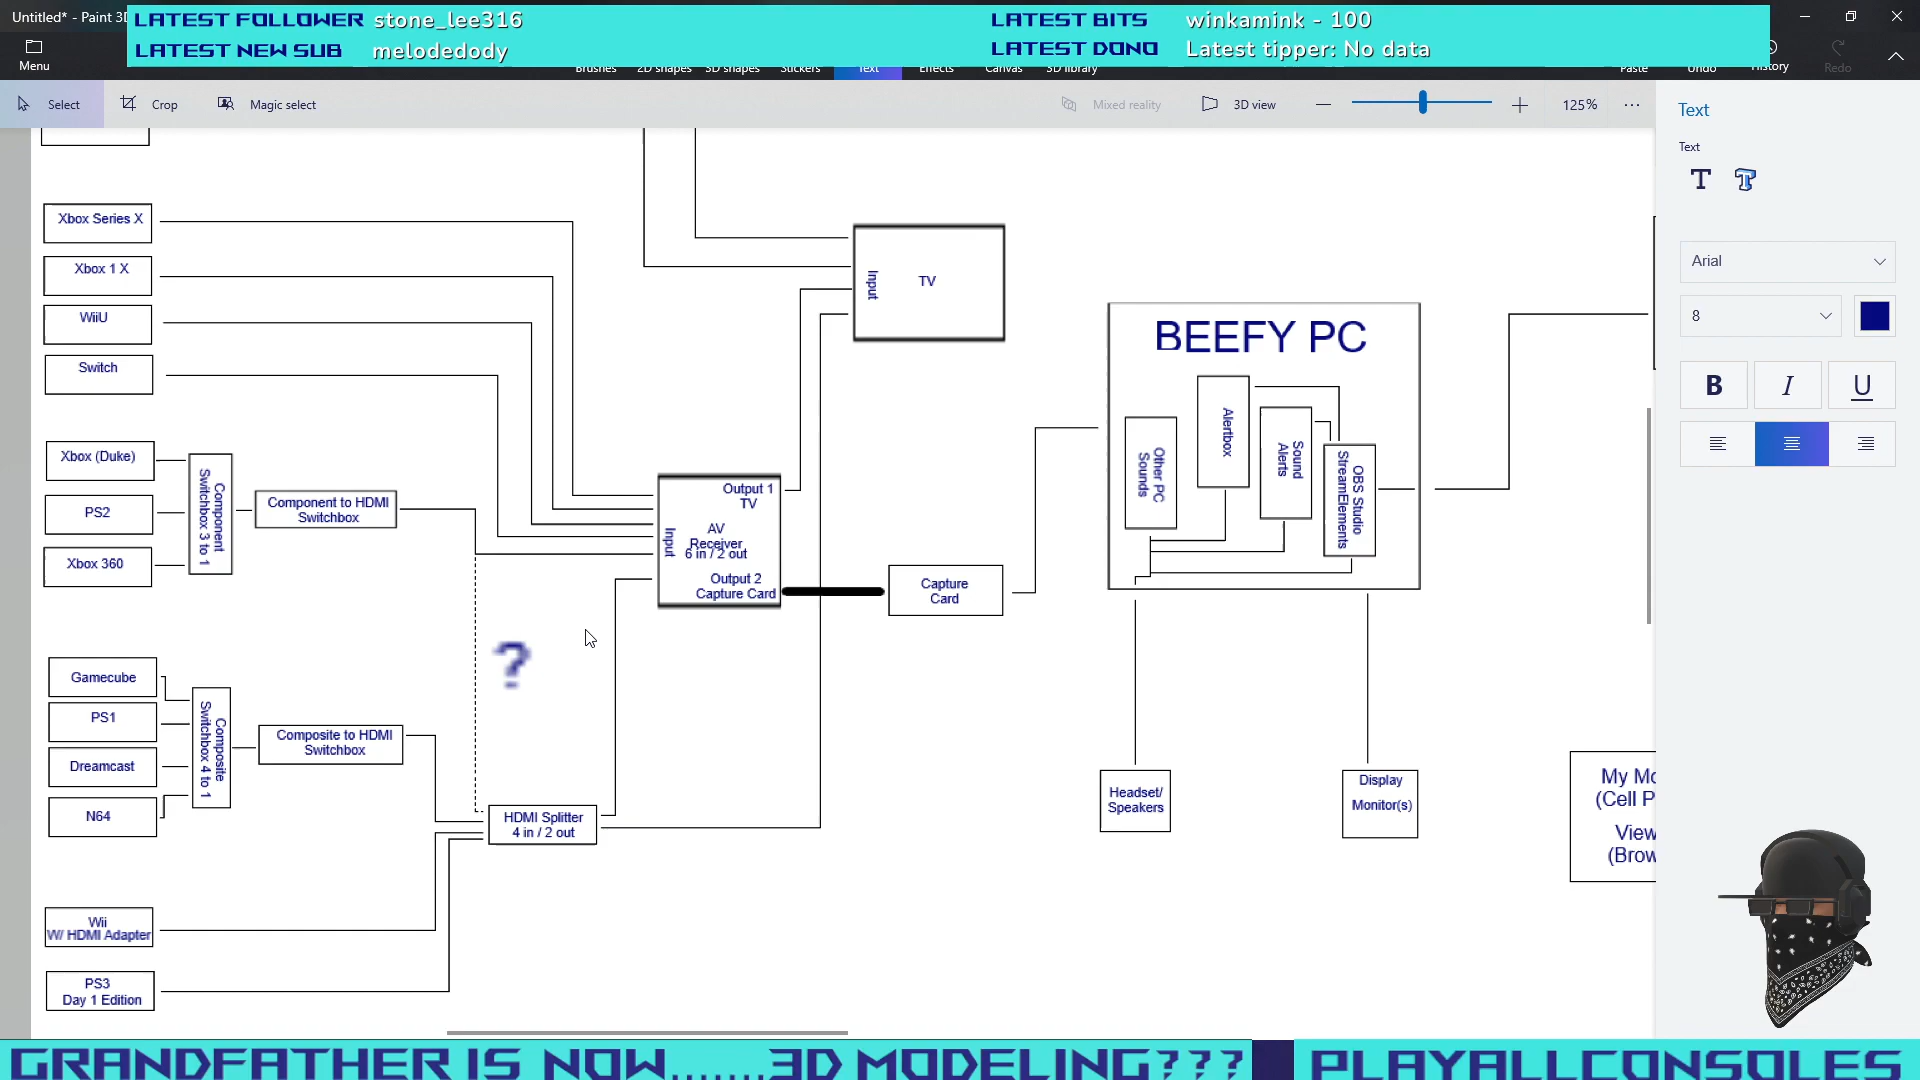 Untitled* - Paint 3D
LATEST FOLLOWER stone_lee316
LATEST NEW SUB melodedody
LATEST BITS winkamink - 100
LATEST DONO Latest tipper: No data
Menu
Brushes
2D shapes
3D shapes
Stickers
Text
Effects
Canvas
3D library
Paste
Undo
History
Redo
Select
Crop
Magic select
Mixed reality
3D view
125%
Text
Text
Arial
8
B
I
U
Xbox Series X
Xbox 1 X
WiiU
Switch
Xbox (Duke)
PS2
Xbox 360
Component
Switchbox 3 to 1
Component to HDMI
Switchbox
Gamecube
PS1
Dreamcast
N64
Composite
Switchbox 4 to 1
Composite to HDMI
Switchbox
Wii
W/ HDMI Adapter
PS3
Day 1 Edition
?
HDMI Splitter
4 in / 2 out
Output 1
TV
Input
AV
Receiver
6 in / 2 out
Output 2
Capture Card
Input
TV
Capture
Card
BEEFY PC
Other PC
Sounds
Alertbox
Sound
Alerts
OBS Studio
StreamElements
Headset/
Speakers
Display
Monitor(s)
My Mo
(Cell P
View
(Brow
GRANDFATHER IS NOW.......3D MODELING???
PLAYALLCONSOLES